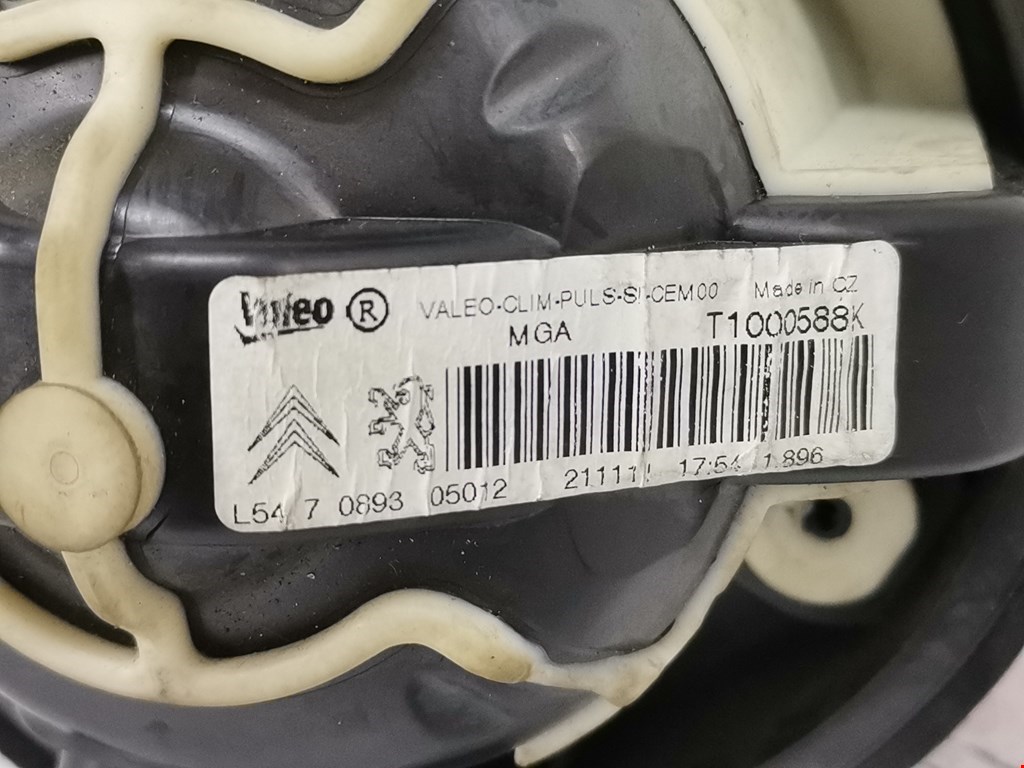 Valeo ® VALEO-CLIM-PULS-SI-CEM00 Made in CZ
MGA T1000588K
L54 7 0893 05012 17:54 1.896